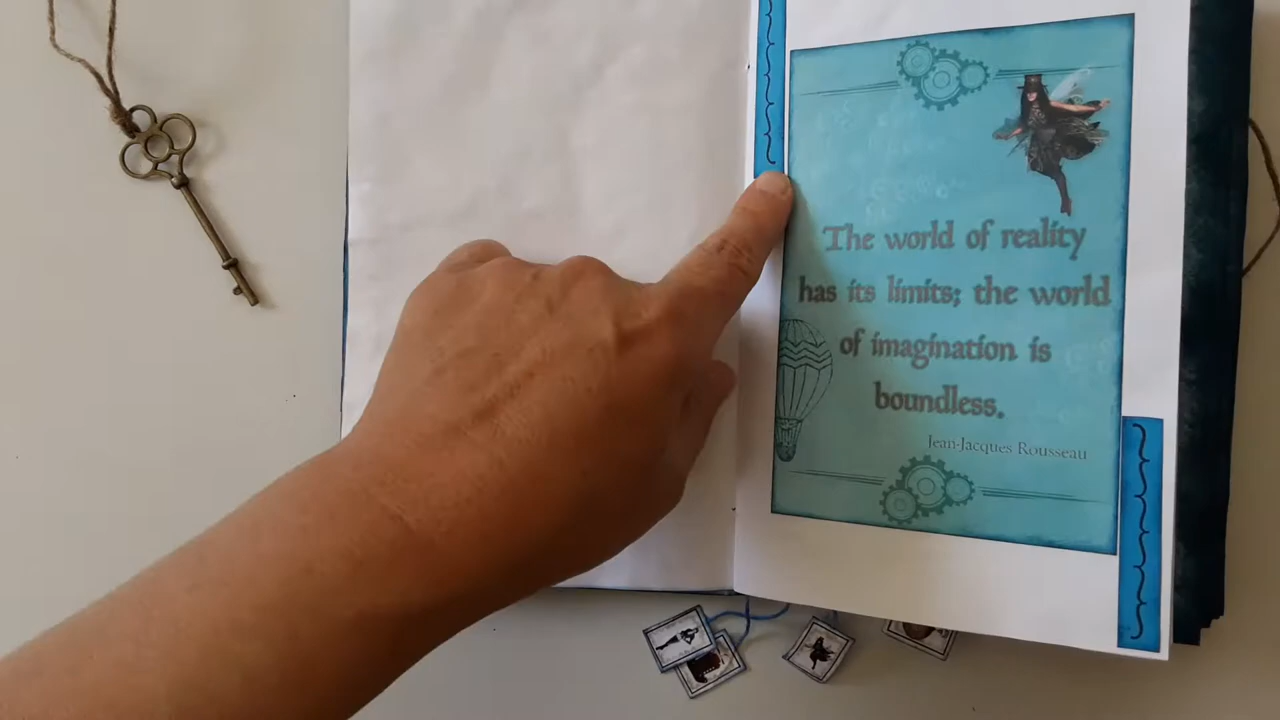 The world of reality
has its limits; the world
of imagination is
boundless.
Jean-Jacques Rousseau